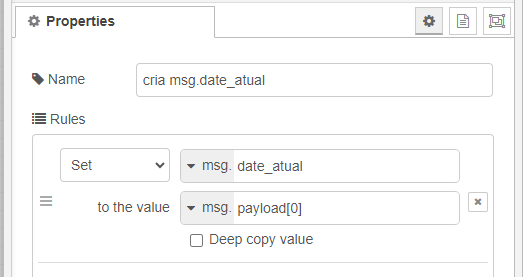 Properties
Name
cria msg.date_atual
Rules
Set
msg. date_atual
to the value
msg. payload[0]
Deep copy value